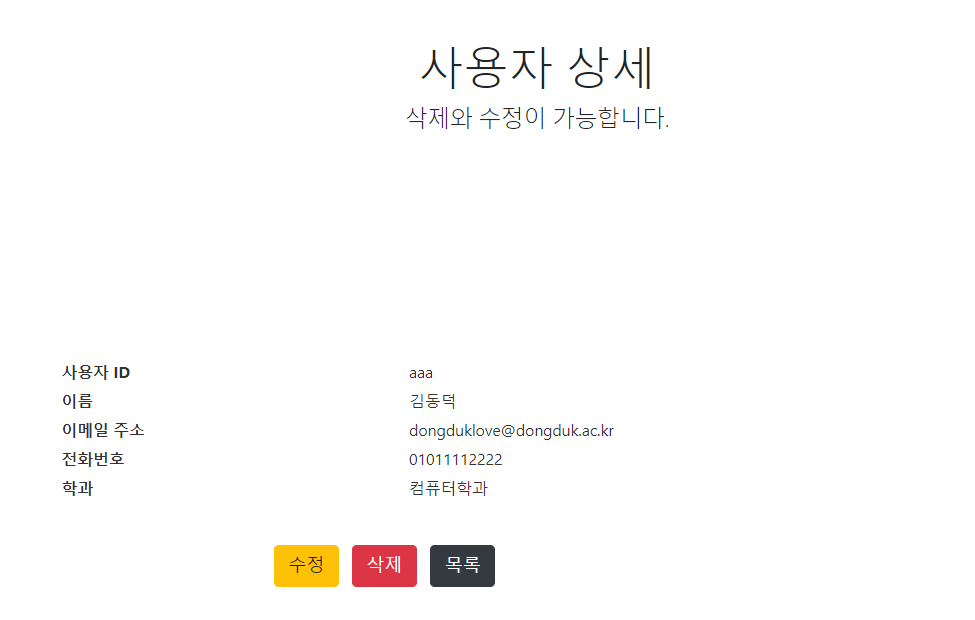 사용자 상세
삭제와 수정이 가능합니다.
사용자 ID aaa
이름 김동덕
이메일 주소 dongduklove@dongduk.ac.kr
전화번호 01011112222
학과 컴퓨터학과
수정 삭제 목록